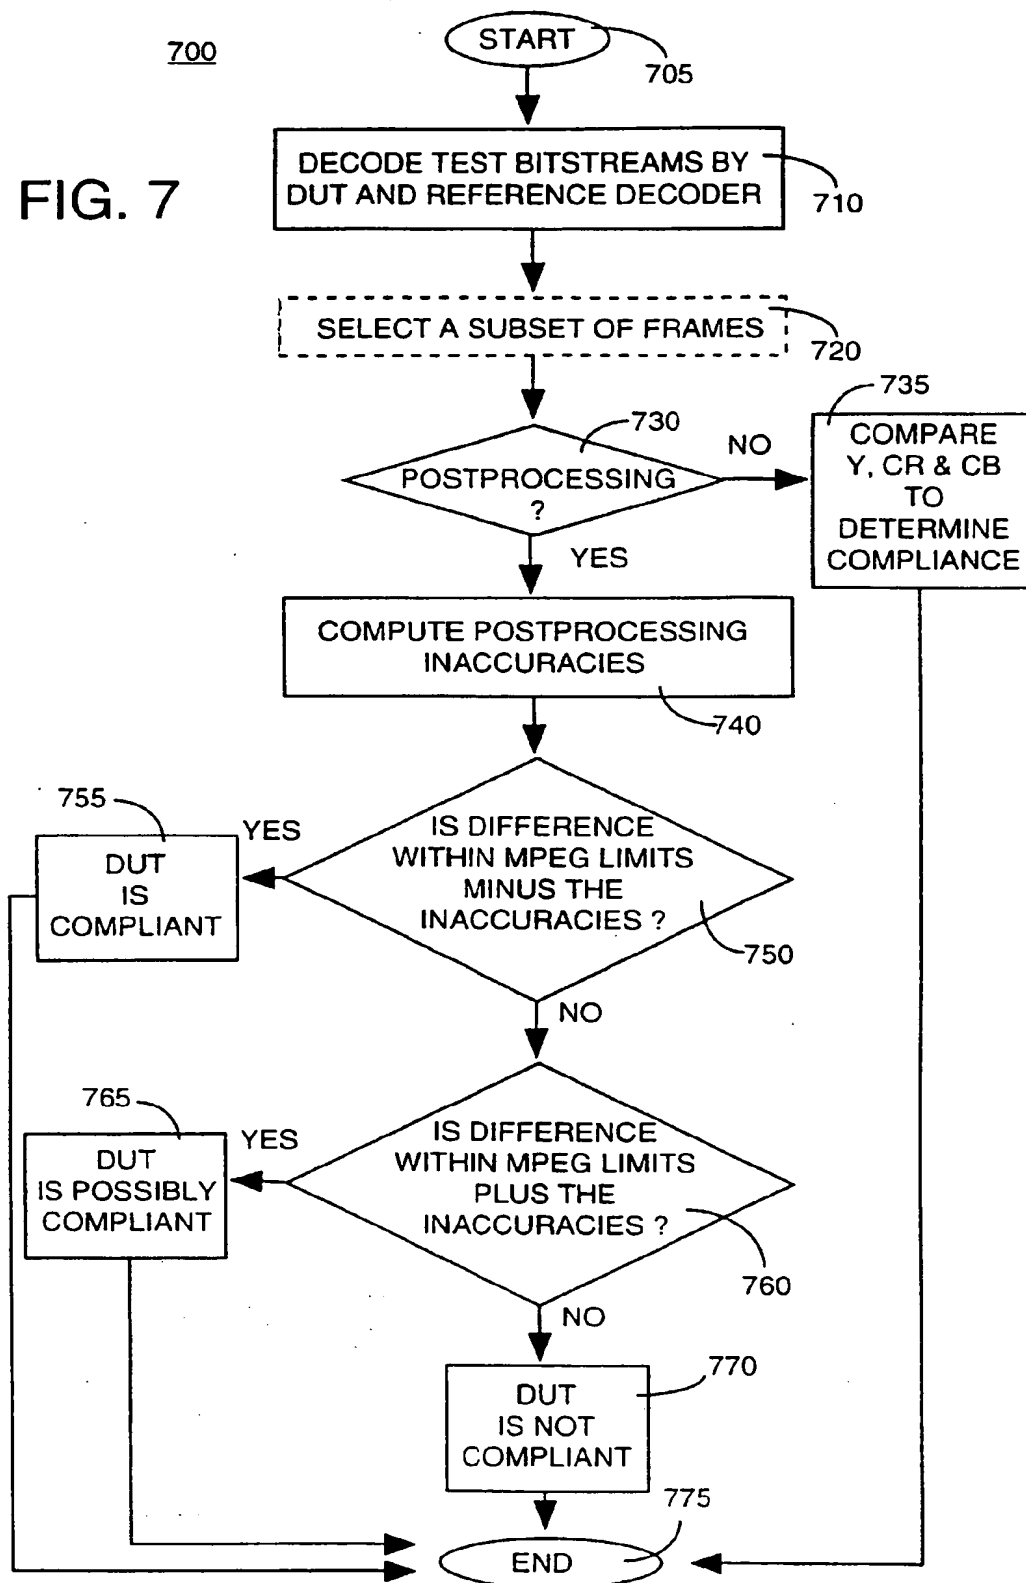 700
START
705
FIG. 7
DECODE TEST BITSTREAMS BY
DUT AND REFERENCE DECODER
710
SELECT A SUBSET OF FRAMES
720
730
POSTPROCESSING
?
NO
735
COMPARE
Y, CR & CB
TO
DETERMINE
COMPLIANCE
YES
COMPUTE POSTPROCESSING
INACCURACIES
740
IS DIFFERENCE
WITHIN MPEG LIMITS
MINUS THE
INACCURACIES ?
750
YES
755
DUT
IS
COMPLIANT
NO
IS DIFFERENCE
WITHIN MPEG LIMITS
PLUS THE
INACCURACIES ?
760
YES
765
DUT
IS POSSIBLY
COMPLIANT
NO
770
DUT
IS NOT
COMPLIANT
775
END